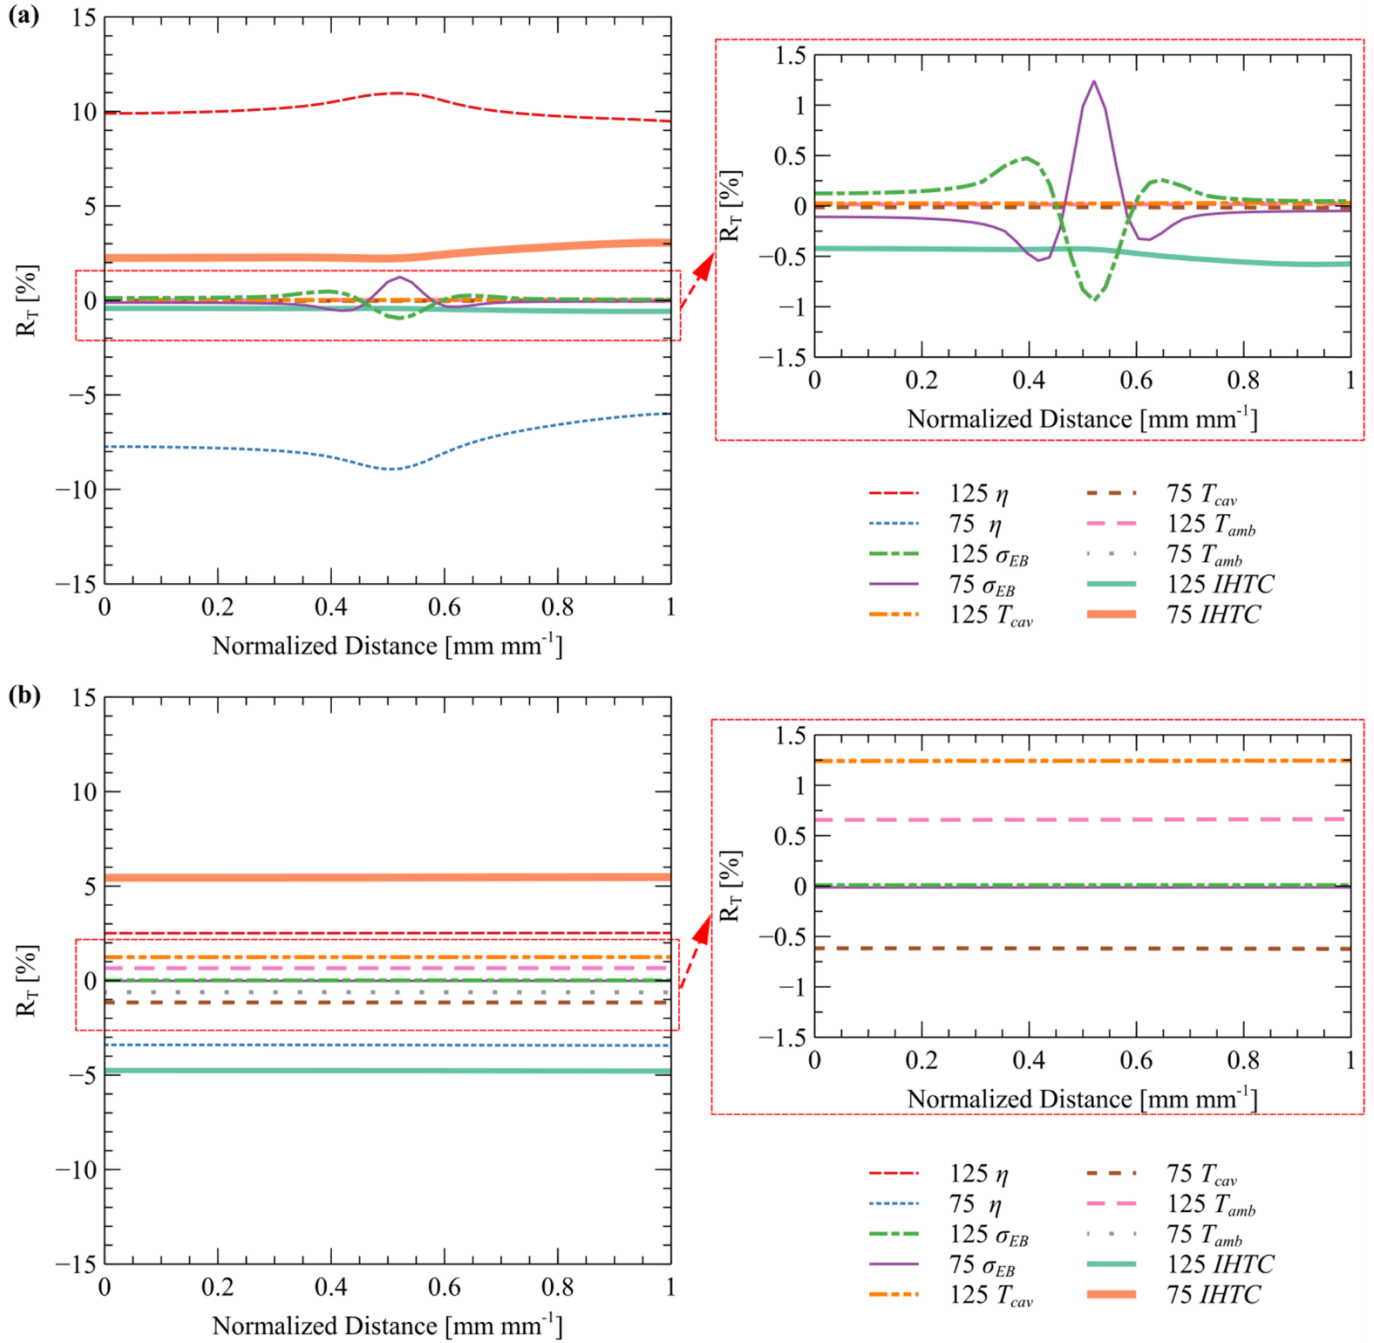 (a)
15
10
5
0
−5
−10
−15
R_T [%]
0 0.2 0.4 0.6 0.8 1
Normalized Distance [mm mm⁻¹]
1.5
1
0.5
0
−0.5
−1
−1.5
R_T [%]
0 0.2 0.4 0.6 0.8 1
Normalized Distance [mm mm⁻¹]
125 η
75 η
125 σ_EB
75 σ_EB
125 T_cav
75 T_cav
125 T_amb
75 T_amb
125 IHTC
75 IHTC
(b)
15
10
5
0
−5
−10
−15
R_T [%]
0 0.2 0.4 0.6 0.8 1
Normalized Distance [mm mm⁻¹]
1.5
1
0.5
0
−0.5
−1
−1.5
R_T [%]
0 0.2 0.4 0.6 0.8 1
Normalized Distance [mm mm⁻¹]
125 η
75 η
125 σ_EB
75 σ_EB
125 T_cav
75 T_cav
125 T_amb
75 T_amb
125 IHTC
75 IHTC